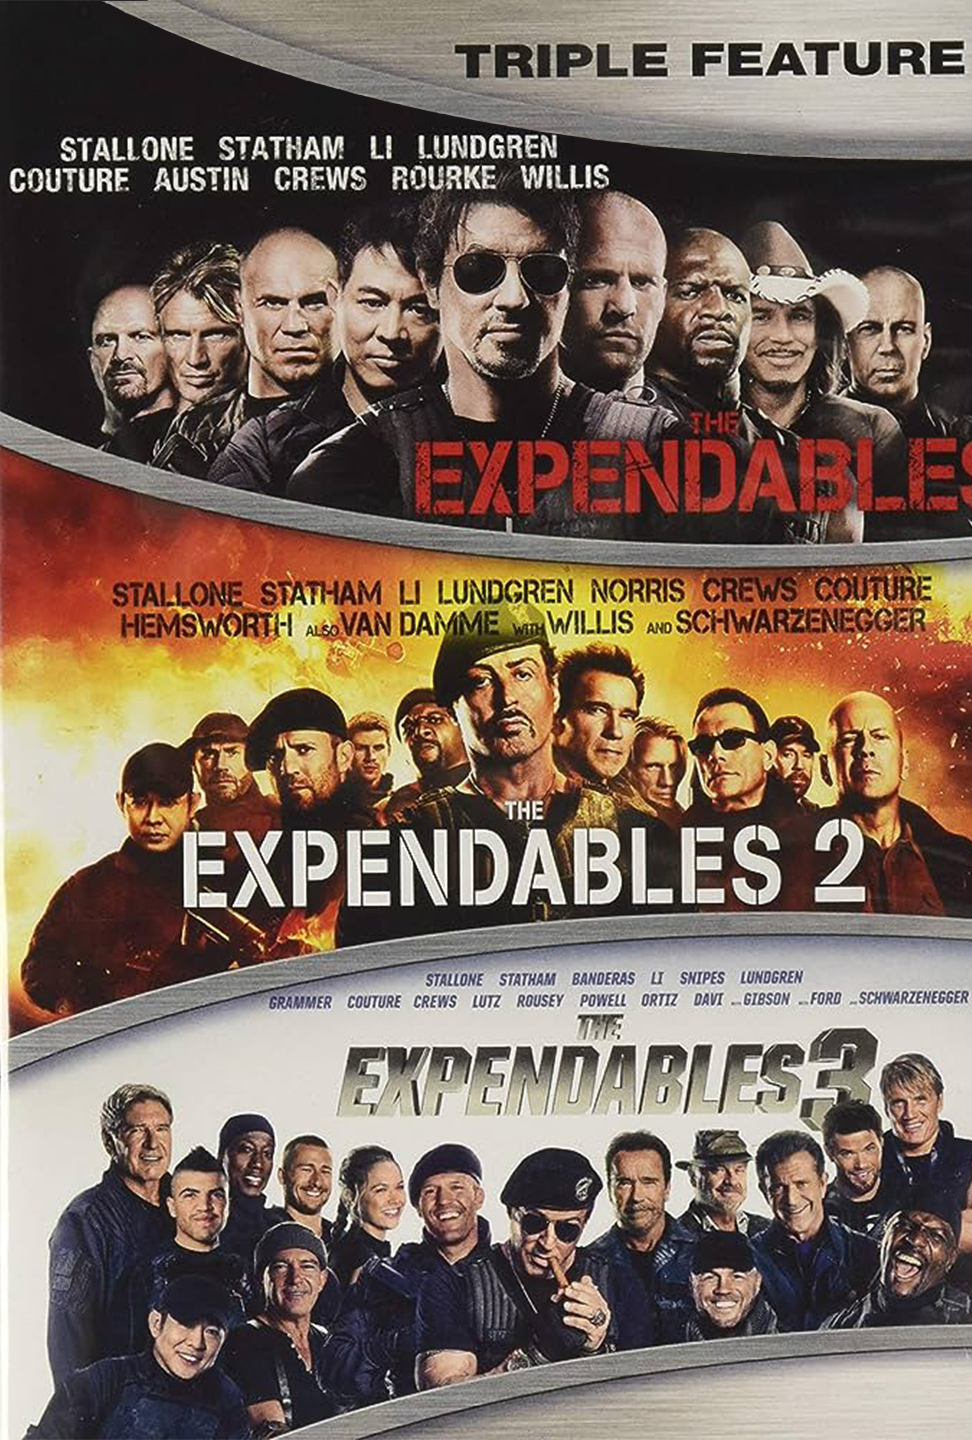 TRIPLE FEATURE
STALLONE STATHAM LI LUNDGREN
COUTURE AUSTIN CREWS ROURKE WILLIS
THE
EXPENDABLES
STALLONE STATHAM LI LUNDGREN NORRIS CREWS COUTURE
HEMSWORTH ALSO VAN DAMME WITH WILLIS AND SCHWARZENEGGER
THE
EXPENDABLES 2
STALLONE STATHAM BANDERAS LI SNIPES LUNDGREN
GRAMMER COUTURE CREWS LUTZ ROUSEY POWELL ORTIZ DAVI GIBSON FORD SCHWARZENEGGER
THE
EXPENDABLES 3